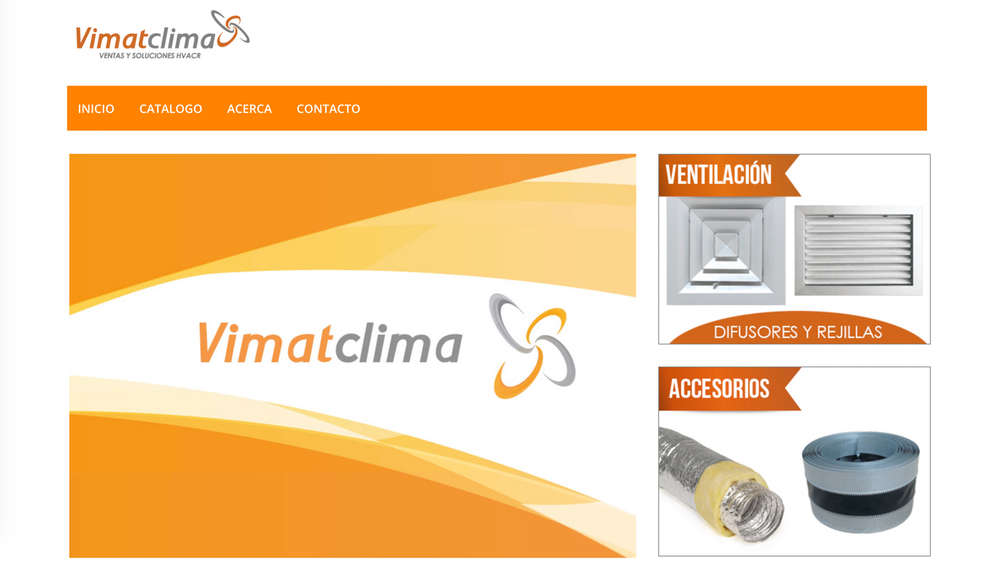 Vimatclima
VENTAS Y SOLUCIONES HVACR
INICIO CATALOGO ACERCA CONTACTO
Vimatclima
VENTILACIÓN
DIFUSORES Y REJILLAS
ACCESORIOS